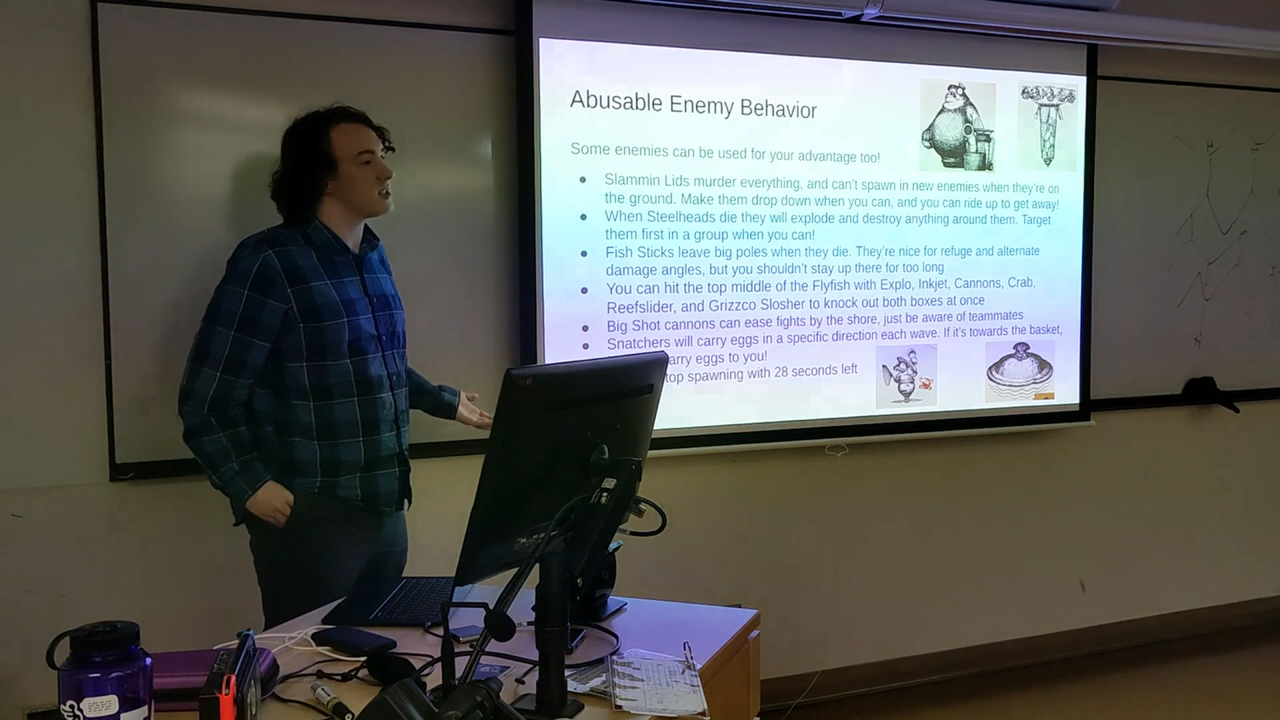 Abusable Enemy Behavior
Some enemies can be used for your advantage too!
Slammin Lids murder everything, and can't spawn in new enemies when they're on
the ground. Make them drop down when you can, and you can ride up to get away!
When Steelheads die they will explode and destroy anything around them. Target
them first in a group when you can!
Fish Sticks leave big poles when they die. They're nice for refuge and alternate
damage angles, but you shouldn't stay up there for too long
You can hit the top middle of the Flyfish with Explo, Inkjet, Cannons, Crab,
Reefslider, and Grizzco Slosher to knock out both boxes at once
Big Shot cannons can ease fights by the shore, just be aware of teammates
Snatchers will carry eggs in a specific direction each wave. If it's towards the basket,
arry eggs to you!
top spawning with 28 seconds left